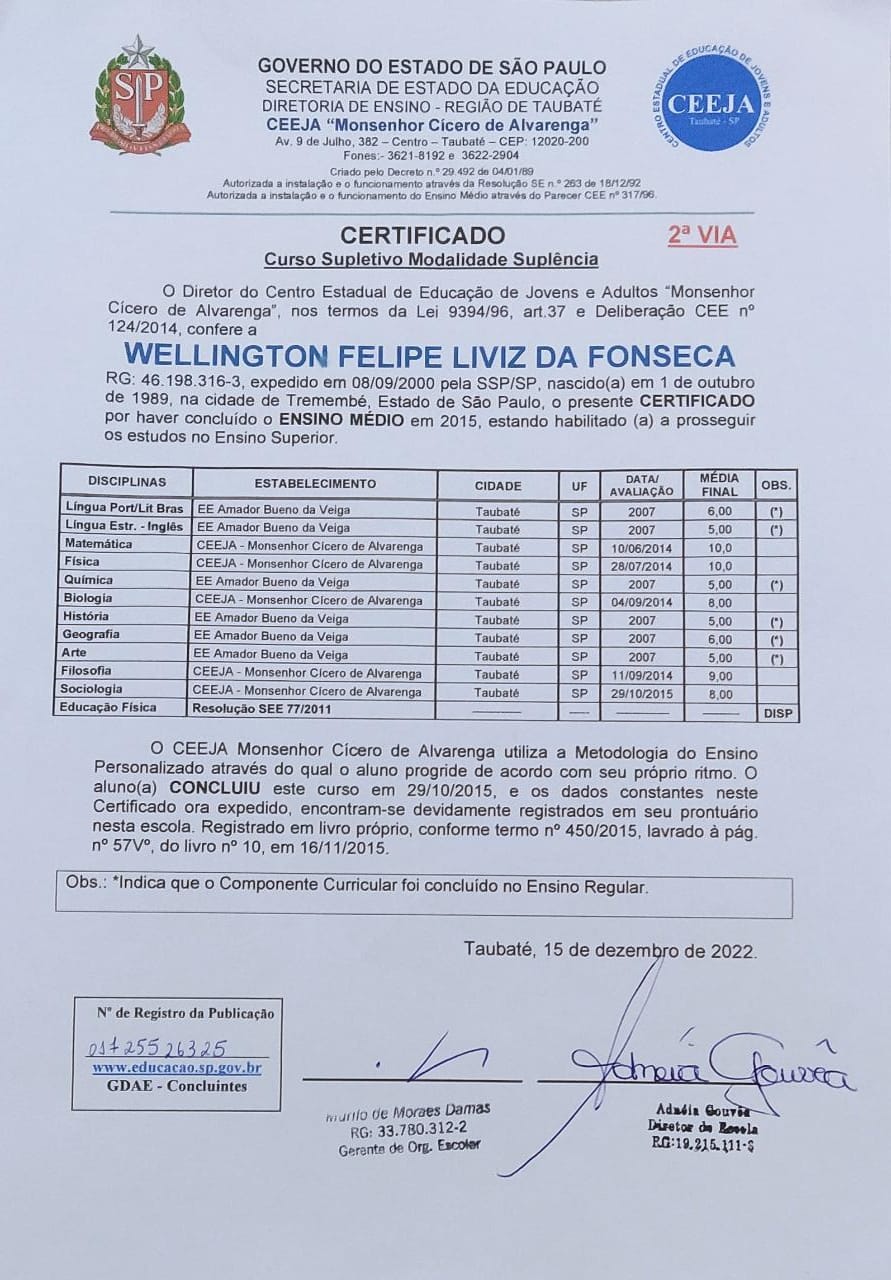 SP
CENTRO ESTADUAL DE EDUCAÇÃO DE JOVENS E ADULTOS
CEEJA
Taubaté - SP
GOVERNO DO ESTADO DE SÃO PAULO
SECRETARIA DE ESTADO DA EDUCAÇÃO
DIRETORIA DE ENSINO - REGIÃO DE TAUBATÉ
CEEJA “Monsenhor Cícero de Alvarenga”
Av. 9 de Julho, 382 – Centro – Taubaté – CEP: 12020-200
Fones:- 3621-8192 e 3622-2904
Criado pelo Decreto n.º 29.492 de 04/01/89
Autorizada a instalação e o funcionamento através da Resolução SE n.º 263 de 18/12/92
Autorizada a instalação e o funcionamento do Ensino Médio através do Parecer CEE nº 317/96.
CERTIFICADO 2ª VIA
Curso Supletivo Modalidade Suplência
O Diretor do Centro Estadual de Educação de Jovens e Adultos “Monsenhor
Cícero de Alvarenga”, nos termos da Lei 9394/96, art.37 e Deliberação CEE nº
124/2014, confere a
WELLINGTON FELIPE LIVIZ DA FONSECA
RG: 46.198.316-3, expedido em 08/09/2000 pela SSP/SP, nascido(a) em 1 de outubro
de 1989, na cidade de Tremembé, Estado de São Paulo, o presente CERTIFICADO
por haver concluído o ENSINO MÉDIO em 2015, estando habilitado (a) a prosseguir
os estudos no Ensino Superior.
DISCIPLINAS ESTABELECIMENTO CIDADE UF DATA/ AVALIAÇÃO MÉDIA FINAL OBS.
Língua Port/Lit Bras EE Amador Bueno da Veiga Taubaté SP 2007 6,00 (*)
Língua Estr. - Inglês EE Amador Bueno da Veiga Taubaté SP 2007 5,00 (*)
Matemática CEEJA - Monsenhor Cícero de Alvarenga Taubaté SP 10/06/2014 10,0
Física CEEJA - Monsenhor Cícero de Alvarenga Taubaté SP 28/07/2014 10,0
Química EE Amador Bueno da Veiga Taubaté SP 2007 5,00 (*)
Biologia CEEJA - Monsenhor Cícero de Alvarenga Taubaté SP 04/09/2014 8,00
História EE Amador Bueno da Veiga Taubaté SP 2007 5,00 (*)
Geografia EE Amador Bueno da Veiga Taubaté SP 2007 6,00 (*)
Arte EE Amador Bueno da Veiga Taubaté SP 2007 5,00 (*)
Filosofia CEEJA - Monsenhor Cícero de Alvarenga Taubaté SP 11/09/2014 9,00
Sociologia CEEJA - Monsenhor Cícero de Alvarenga Taubaté SP 29/10/2015 8,00
Educação Física Resolução SEE 77/2011 ———— —— ———— ———— DISP
O CEEJA Monsenhor Cícero de Alvarenga utiliza a Metodologia do Ensino
Personalizado através do qual o aluno progride de acordo com seu próprio ritmo. O
aluno(a) CONCLUIU este curso em 29/10/2015, e os dados constantes neste
Certificado ora expedido, encontram-se devidamente registrados em seu prontuário
nesta escola. Registrado em livro próprio, conforme termo nº 450/2015, lavrado à pág.
nº 57Vº, do livro nº 10, em 16/11/2015.
Obs.: *Indica que o Componente Curricular foi concluído no Ensino Regular.
Taubaté, 15 de dezembro de 2022.
Nº de Registro da Publicação
01725526325
www.educacao.sp.gov.br
GDAE - Concluintes
Murilo de Moraes Damas
RG: 33.780.312-2
Gerente de Org. Escolar
Adnéia Gouvêa
Adnéia Gouvêa
Diretor de Escola
RG:19.215.111-8